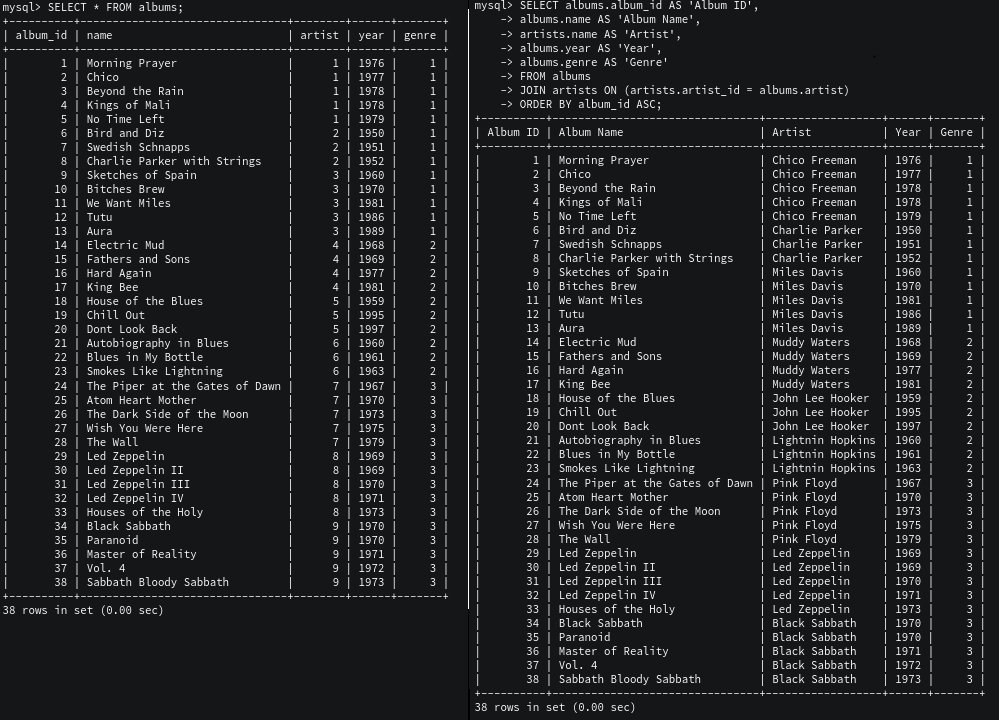 mysql> SELECT * FROM albums;
+----------+---------------------------------+--------+------+-------+
| album_id | name | artist | year | genre |
+----------+---------------------------------+--------+------+-------+
| 1 | Morning Prayer | 1 | 1976 | 1 |
| 2 | Chico | 1 | 1977 | 1 |
| 3 | Beyond the Rain | 1 | 1978 | 1 |
| 4 | Kings of Mali | 1 | 1978 | 1 |
| 5 | No Time Left | 1 | 1979 | 1 |
| 6 | Bird and Diz | 2 | 1950 | 1 |
| 7 | Swedish Schnapps | 2 | 1951 | 1 |
| 8 | Charlie Parker with Strings | 2 | 1952 | 1 |
| 9 | Sketches of Spain | 3 | 1960 | 1 |
| 10 | Bitches Brew | 3 | 1970 | 1 |
| 11 | We Want Miles | 3 | 1981 | 1 |
| 12 | Tutu | 3 | 1986 | 1 |
| 13 | Aura | 3 | 1989 | 1 |
| 14 | Electric Mud | 4 | 1968 | 2 |
| 15 | Fathers and Sons | 4 | 1969 | 2 |
| 16 | Hard Again | 4 | 1977 | 2 |
| 17 | King Bee | 4 | 1981 | 2 |
| 18 | House of the Blues | 5 | 1959 | 2 |
| 19 | Chill Out | 5 | 1995 | 2 |
| 20 | Dont Look Back | 5 | 1997 | 2 |
| 21 | Autobiography in Blues | 6 | 1960 | 2 |
| 22 | Blues in My Bottle | 6 | 1961 | 2 |
| 23 | Smokes Like Lightning | 6 | 1963 | 2 |
| 24 | The Piper at the Gates of Dawn | 7 | 1967 | 3 |
| 25 | Atom Heart Mother | 7 | 1970 | 3 |
| 26 | The Dark Side of the Moon | 7 | 1973 | 3 |
| 27 | Wish You Were Here | 7 | 1975 | 3 |
| 28 | The Wall | 7 | 1979 | 3 |
| 29 | Led Zeppelin | 8 | 1969 | 3 |
| 30 | Led Zeppelin II | 8 | 1969 | 3 |
| 31 | Led Zeppelin III | 8 | 1970 | 3 |
| 32 | Led Zeppelin IV | 8 | 1971 | 3 |
| 33 | Houses of the Holy | 8 | 1973 | 3 |
| 34 | Black Sabbath | 9 | 1970 | 3 |
| 35 | Paranoid | 9 | 1970 | 3 |
| 36 | Master of Reality | 9 | 1971 | 3 |
| 37 | Vol. 4 | 9 | 1972 | 3 |
| 38 | Sabbath Bloody Sabbath | 9 | 1973 | 3 |
+----------+---------------------------------+--------+------+-------+
38 rows in set (0.00 sec)
mysql> SELECT albums.album_id AS 'Album ID',
-> albums.name AS 'Album Name',
-> artists.name AS 'Artist',
-> albums.year AS 'Year',
-> albums.genre AS 'Genre'
-> FROM albums
-> JOIN artists ON (artists.artist_id = albums.artist)
-> ORDER BY album_id ASC;
+----------+---------------------------------+------------------+------+-------+
| Album ID | Album Name | Artist | Year | Genre |
+----------+---------------------------------+------------------+------+-------+
| 1 | Morning Prayer | Chico Freeman | 1976 | 1 |
| 2 | Chico | Chico Freeman | 1977 | 1 |
| 3 | Beyond the Rain | Chico Freeman | 1978 | 1 |
| 4 | Kings of Mali | Chico Freeman | 1978 | 1 |
| 5 | No Time Left | Chico Freeman | 1979 | 1 |
| 6 | Bird and Diz | Charlie Parker | 1950 | 1 |
| 7 | Swedish Schnapps | Charlie Parker | 1951 | 1 |
| 8 | Charlie Parker with Strings | Charlie Parker | 1952 | 1 |
| 9 | Sketches of Spain | Miles Davis | 1960 | 1 |
| 10 | Bitches Brew | Miles Davis | 1970 | 1 |
| 11 | We Want Miles | Miles Davis | 1981 | 1 |
| 12 | Tutu | Miles Davis | 1986 | 1 |
| 13 | Aura | Miles Davis | 1989 | 1 |
| 14 | Electric Mud | Muddy Waters | 1968 | 2 |
| 15 | Fathers and Sons | Muddy Waters | 1969 | 2 |
| 16 | Hard Again | Muddy Waters | 1977 | 2 |
| 17 | King Bee | Muddy Waters | 1981 | 2 |
| 18 | House of the Blues | John Lee Hooker | 1959 | 2 |
| 19 | Chill Out | John Lee Hooker | 1995 | 2 |
| 20 | Dont Look Back | John Lee Hooker | 1997 | 2 |
| 21 | Autobiography in Blues | Lightnin Hopkins | 1960 | 2 |
| 22 | Blues in My Bottle | Lightnin Hopkins | 1961 | 2 |
| 23 | Smokes Like Lightning | Lightnin Hopkins | 1963 | 2 |
| 24 | The Piper at the Gates of Dawn | Pink Floyd | 1967 | 3 |
| 25 | Atom Heart Mother | Pink Floyd | 1970 | 3 |
| 26 | The Dark Side of the Moon | Pink Floyd | 1973 | 3 |
| 27 | Wish You Were Here | Pink Floyd | 1975 | 3 |
| 28 | The Wall | Pink Floyd | 1979 | 3 |
| 29 | Led Zeppelin | Led Zeppelin | 1969 | 3 |
| 30 | Led Zeppelin II | Led Zeppelin | 1969 | 3 |
| 31 | Led Zeppelin III | Led Zeppelin | 1970 | 3 |
| 32 | Led Zeppelin IV | Led Zeppelin | 1971 | 3 |
| 33 | Houses of the Holy | Led Zeppelin | 1973 | 3 |
| 34 | Black Sabbath | Black Sabbath | 1970 | 3 |
| 35 | Paranoid | Black Sabbath | 1970 | 3 |
| 36 | Master of Reality | Black Sabbath | 1971 | 3 |
| 37 | Vol. 4 | Black Sabbath | 1972 | 3 |
| 38 | Sabbath Bloody Sabbath | Black Sabbath | 1973 | 3 |
+----------+---------------------------------+------------------+------+-------+
38 rows in set (0.00 sec)